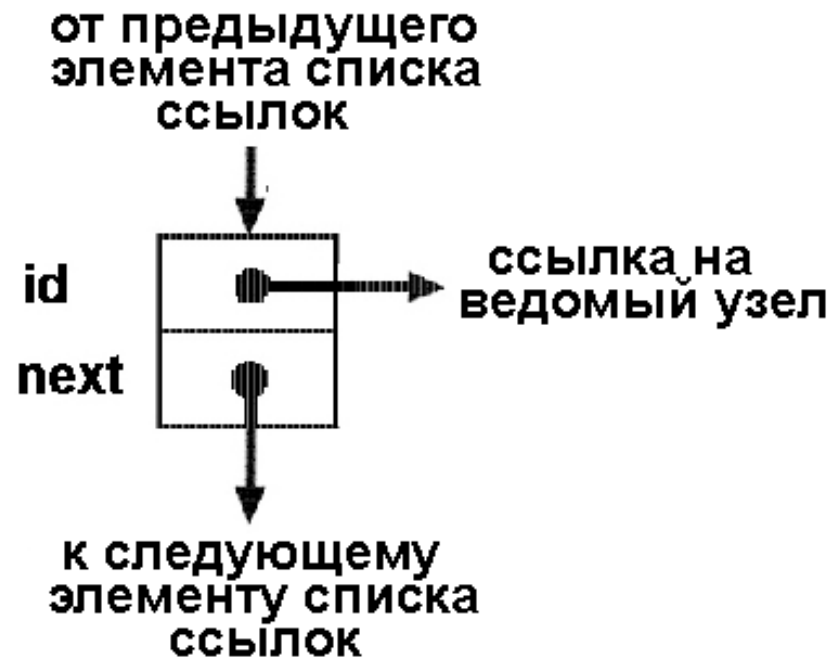 от предыдущего
элемента списка
ссылок
id
ссылка на
ведомый узел
next
к следующему
элементу списка
ссылок